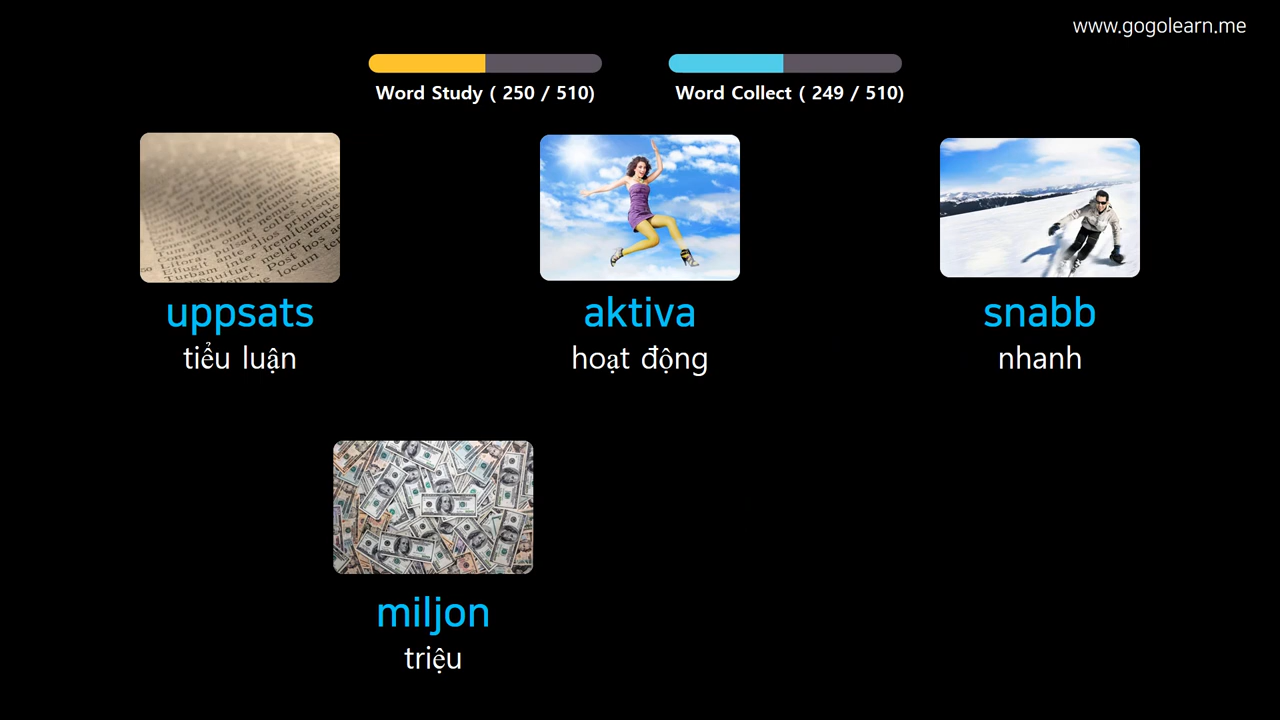 www.gogolearn.me
Word Study ( 250 / 510)
Word Collect ( 249 / 510)
uppsats
tiểu luận
aktiva
hoạt động
snabb
nhanh
miljon
triệu